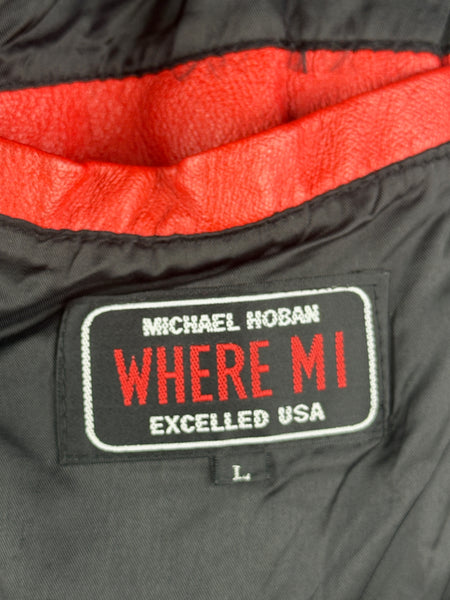 MICHAEL HOBAN
WHERE MI
EXCELLED USA
L